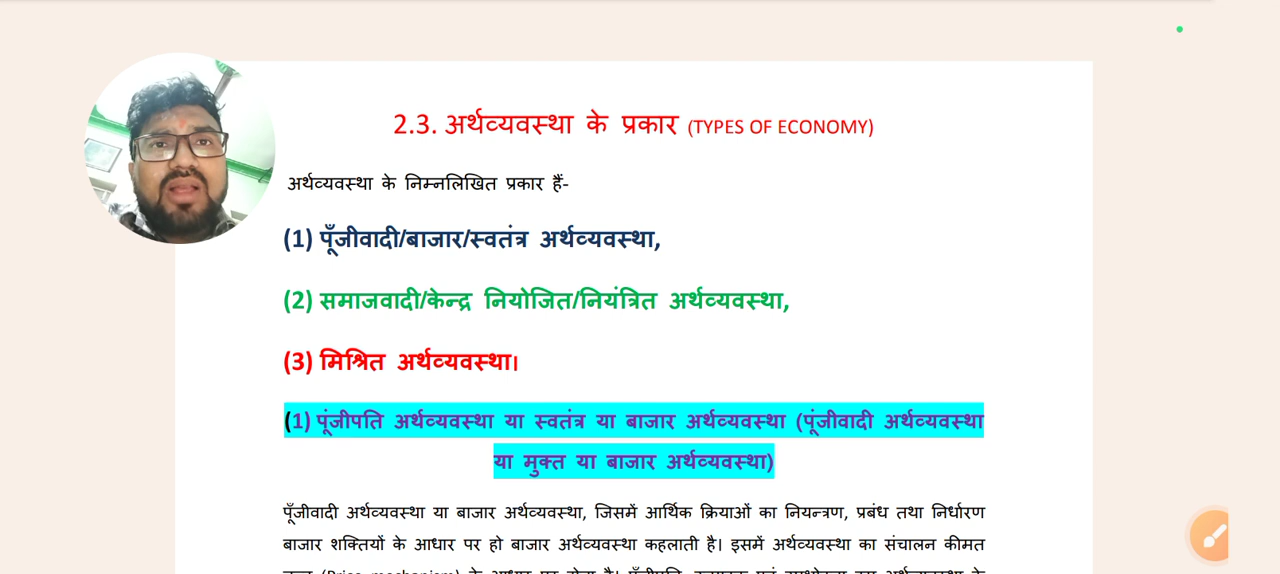 2.3. अर्थव्यवस्था के प्रकार (TYPES OF ECONOMY)
अर्थव्यवस्था के निम्नलिखित प्रकार हैं-
(1) पूँजीवादी/बाजार/स्वतंत्र अर्थव्यवस्था,
(2) समाजवादी/केन्द्र नियोजित/नियंत्रित अर्थव्यवस्था,
(3) मिश्रित अर्थव्यवस्था।
(1) पूंजीपति अर्थव्यवस्था या स्वतंत्र या बाजार अर्थव्यवस्था (पूंजीवादी अर्थव्यवस्था
या मुक्त या बाजार अर्थव्यवस्था)
पूँजीवादी अर्थव्यवस्था या बाजार अर्थव्यवस्था, जिसमें आर्थिक क्रियाओं का नियन्त्रण, प्रबंध तथा निर्धारण
बाजार शक्तियों के आधार पर हो बाजार अर्थव्यवस्था कहलाती है। इसमें अर्थव्यवस्था का संचालन कीमत